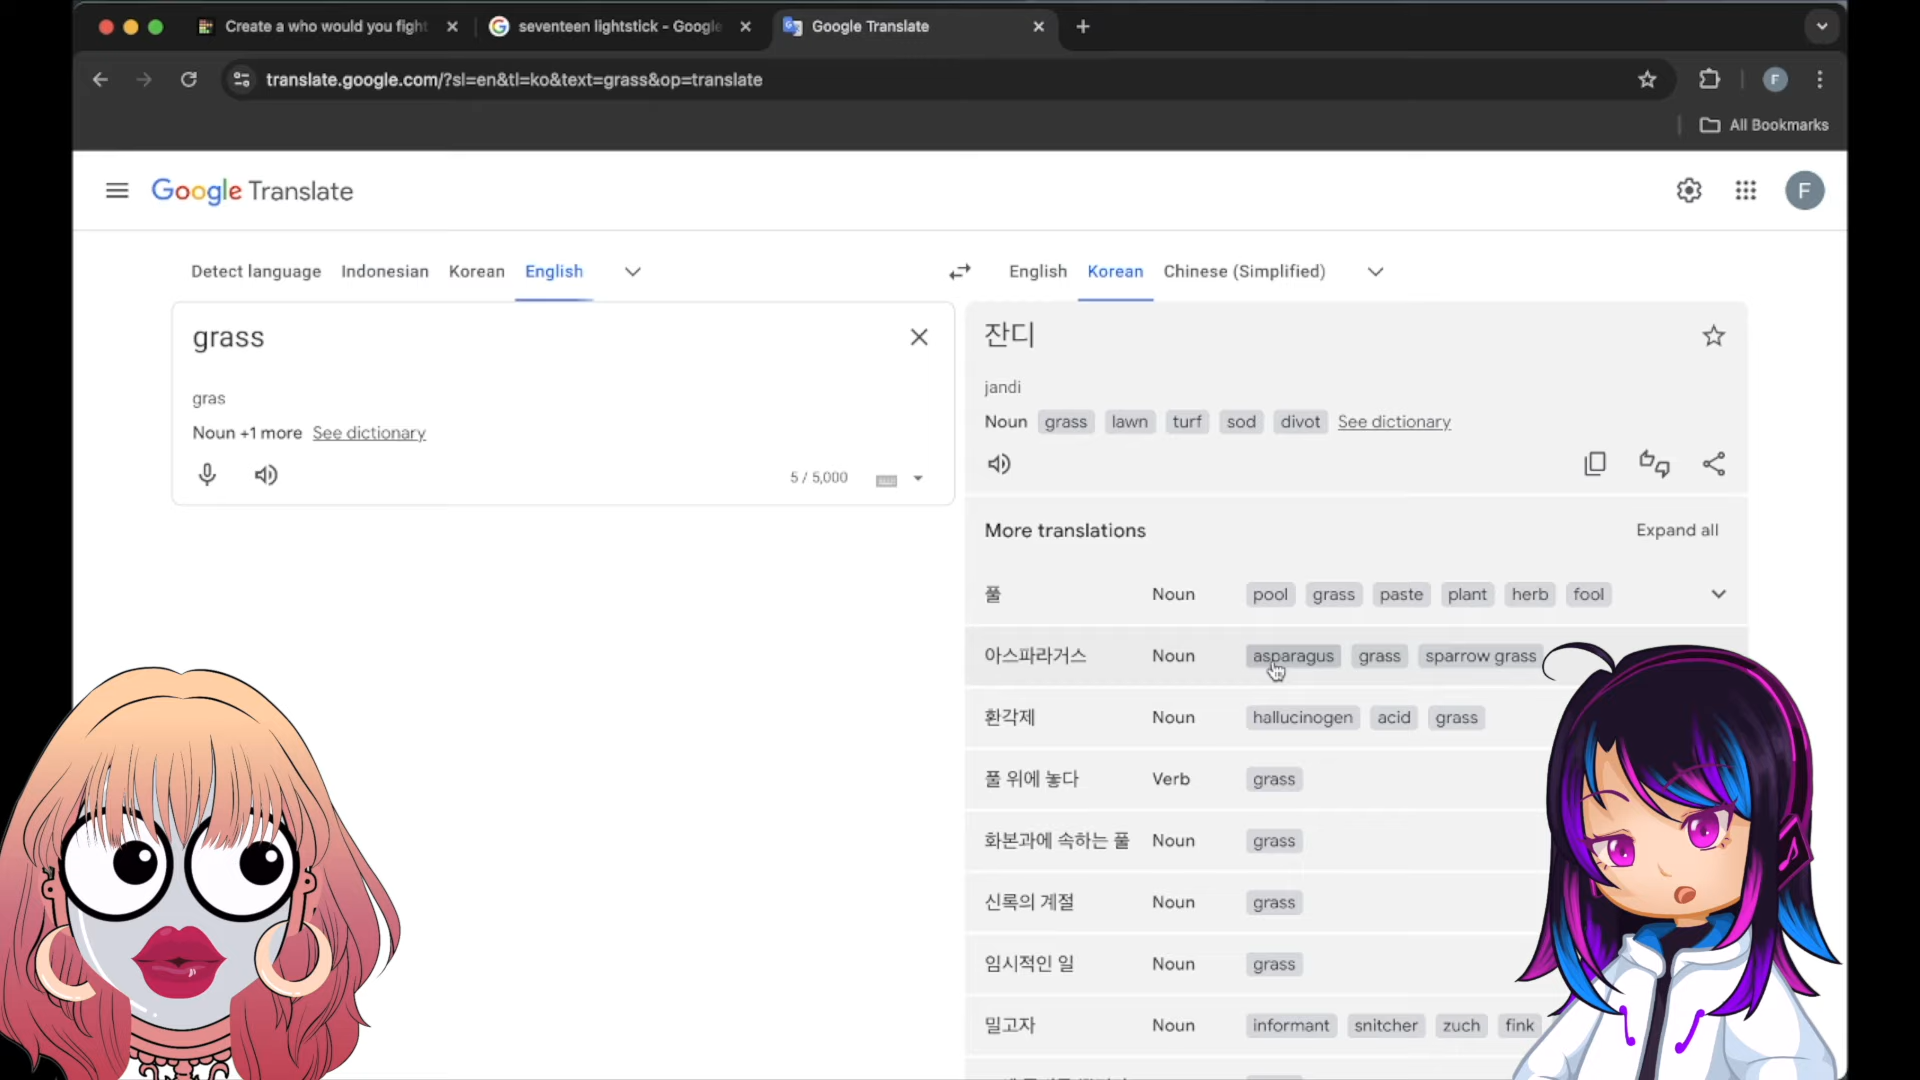 Create a who would you fight
seventeen lightstick - Google
Google Translate
translate.google.com/?sl=en&tl=ko&text=grass&op=translate
F
All Bookmarks
Google Translate
F
Detect language Indonesian Korean English
English Korean Chinese (Simplified)
grass
gras
Noun +1 more See dictionary
5 / 5,000
잔디
jandi
Noun grass lawn turf sod divot See dictionary
More translations
Expand all
풀 Noun pool grass paste plant herb fool
아스파라거스 Noun asparagus grass sparrow grass
환각제 Noun hallucinogen acid grass
풀 위에 놓다 Verb grass
화본과에 속하는 풀 Noun grass
신록의 계절 Noun grass
임시적인 일 Noun grass
밀고자 Noun informant snitcher zuch fink